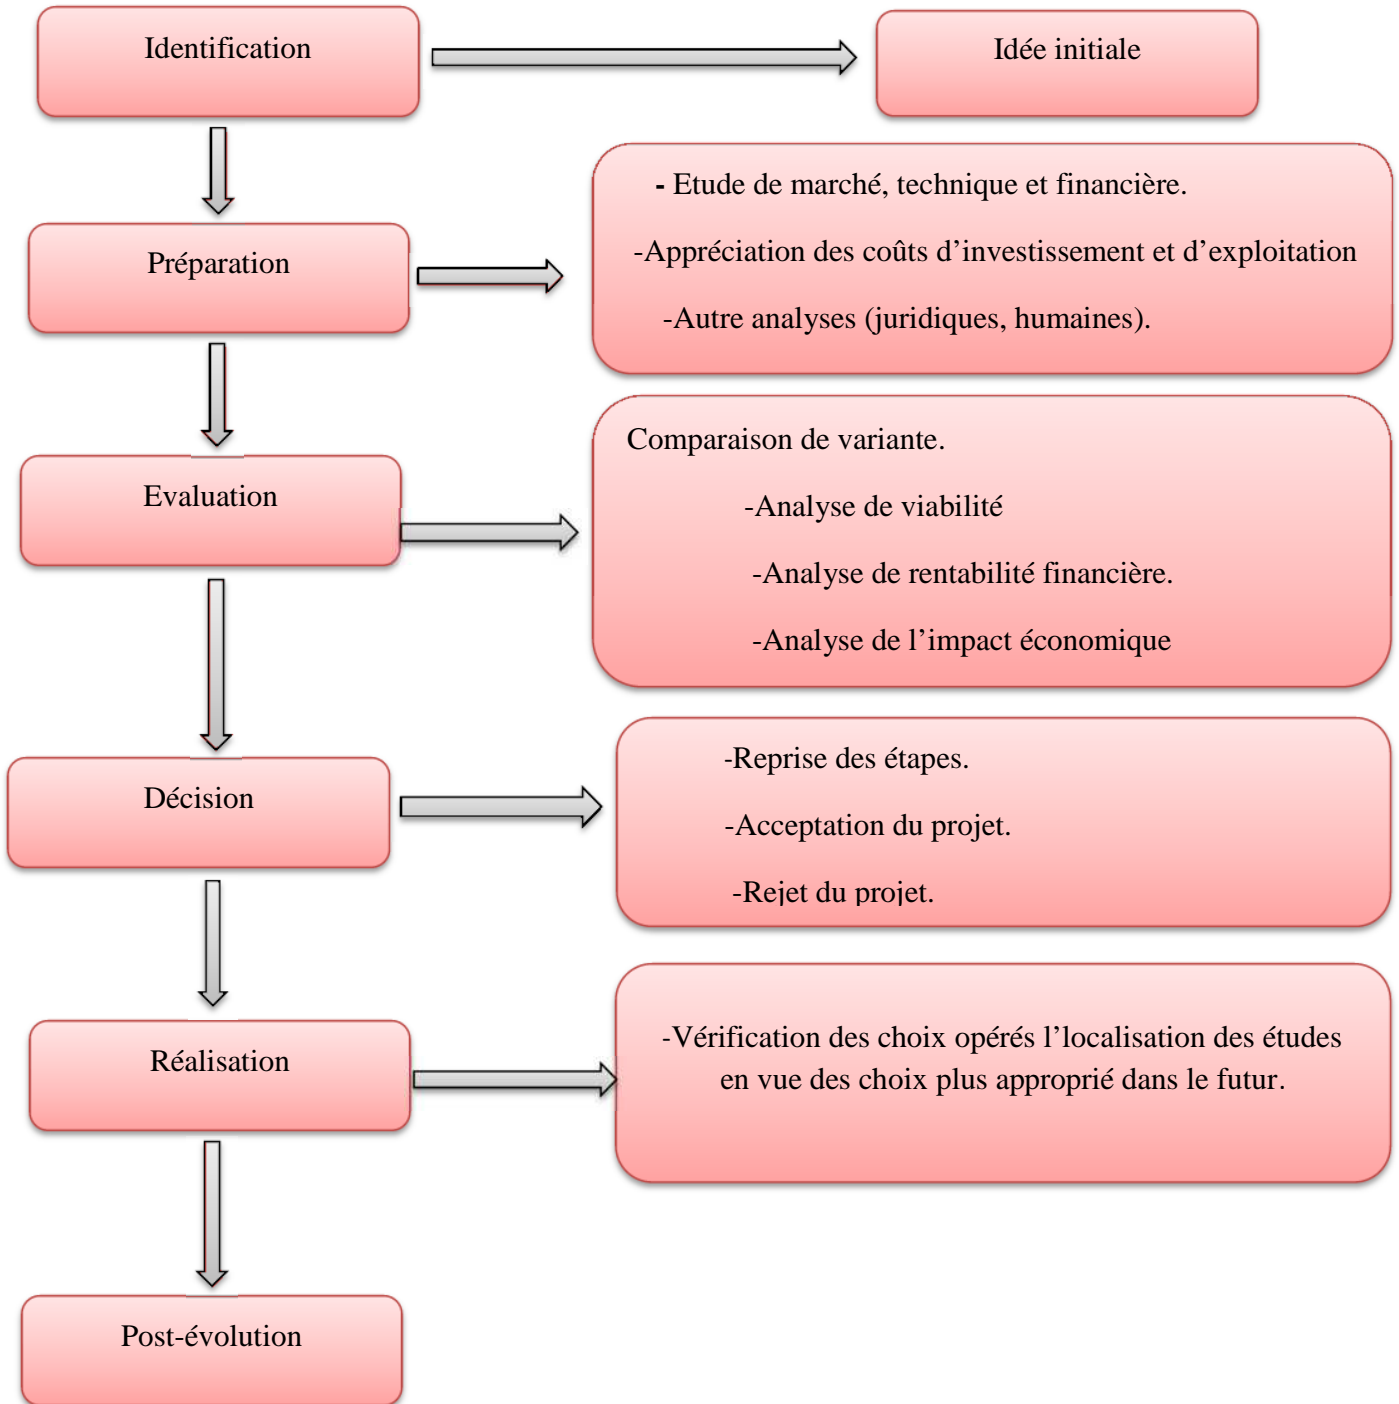 Identification
Idée initiale
- Etude de marché, technique et financière.
-Appréciation des coûts d’investissement et d’exploitation
-Autre analyses (juridiques, humaines).
Préparation
Comparaison de variante.
-Analyse de viabilité
-Analyse de rentabilité financière.
-Analyse de l’impact économique
Evaluation
-Reprise des étapes.
-Acceptation du projet.
-Rejet du projet.
Décision
-Vérification des choix opérés l’localisation des études
en vue des choix plus approprié dans le futur.
Réalisation
Post-évolution